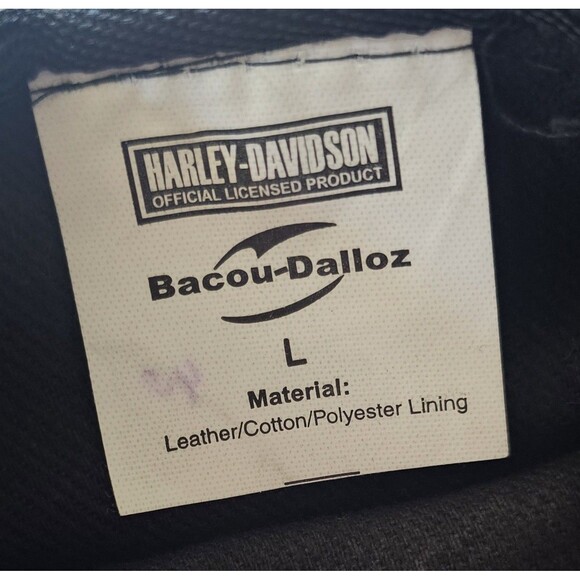 HARLEY-DAVIDSON
OFFICIAL LICENSED PRODUCT
Bacou-Dalloz
L
Material:
Leather/Cotton/Polyester Lining